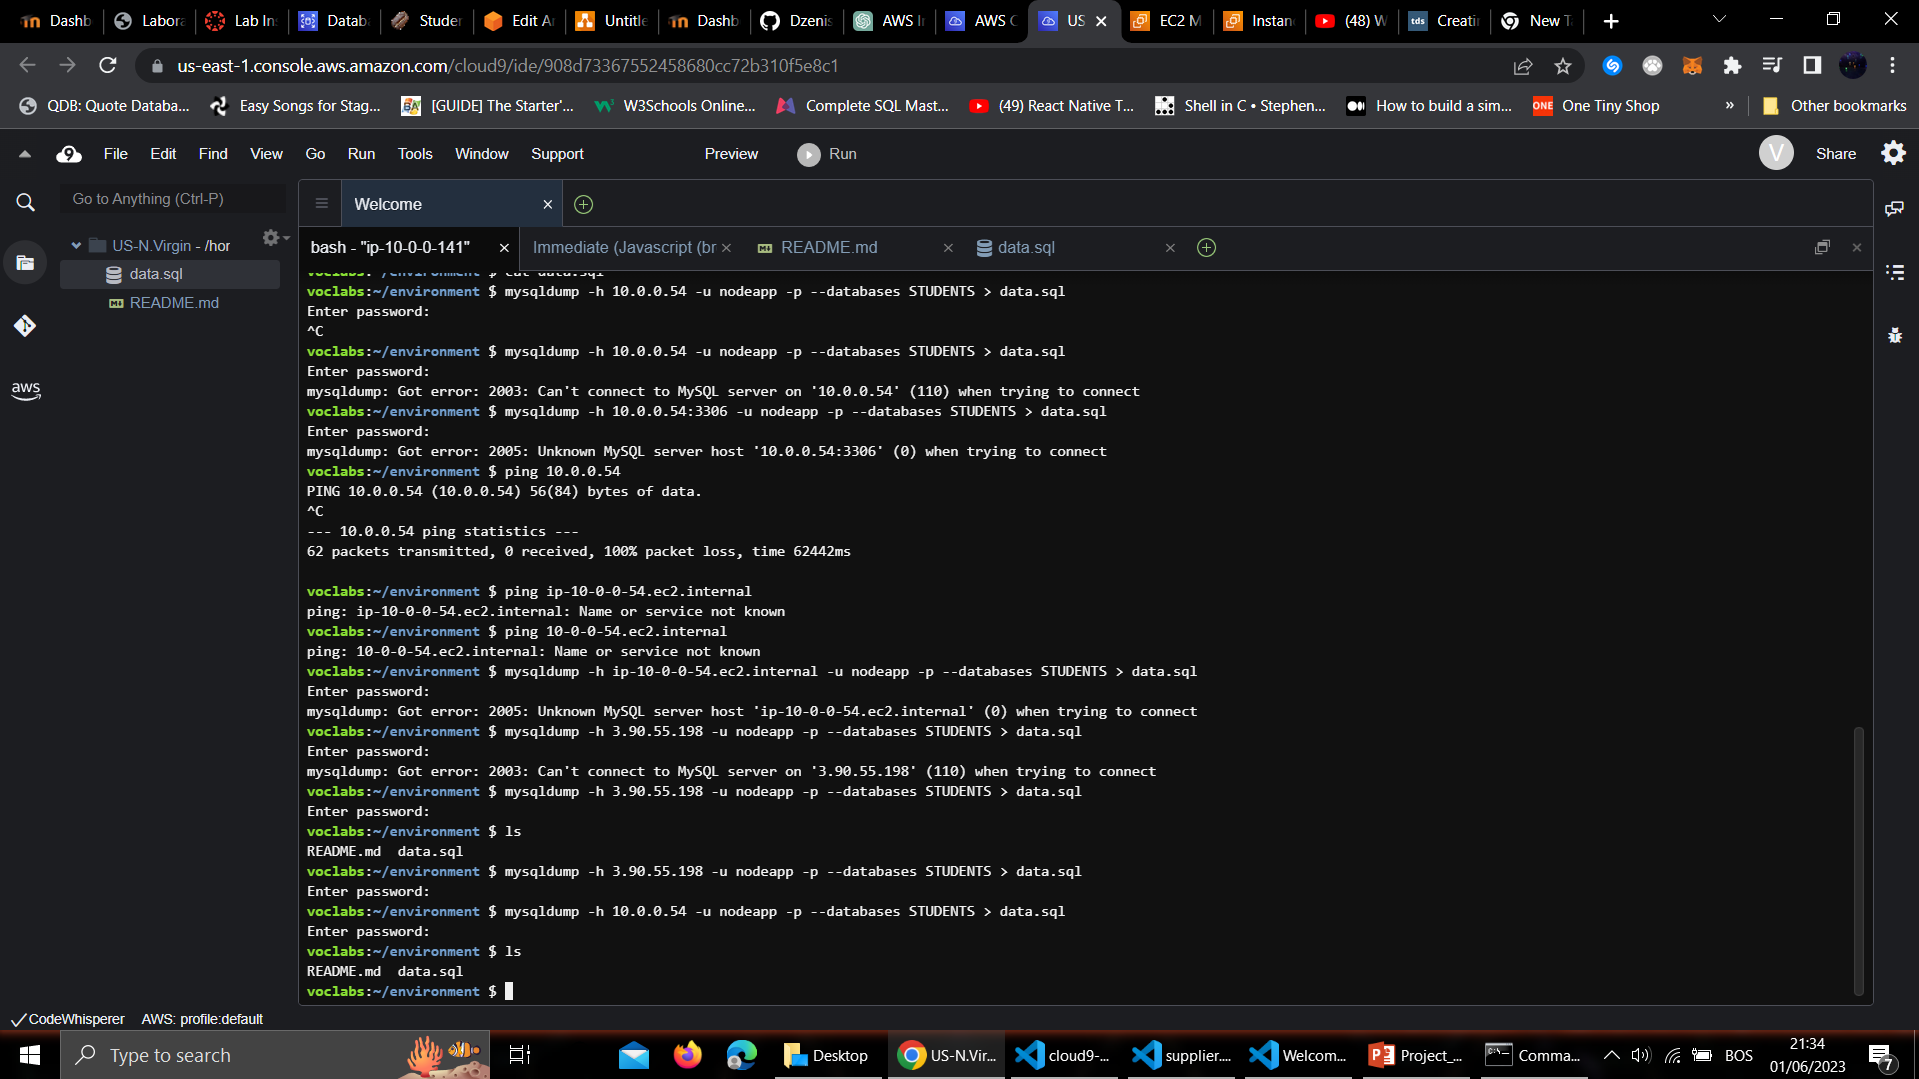 Dashb
Labora
Lab Ins
Datab
Studer
Edit Ar
Untitle
Dashb
Dzenis
AWS Ir
AWS C
US
EC2 M
Instanc
(48) W
Creatir
New Ta
us-east-1.console.aws.amazon.com/cloud9/ide/908d73367552458680cc72b310f5e8c1
QDB: Quote Databa...
Easy Songs for Stag...
[GUIDE] The Starter'...
W3Schools Online...
Complete SQL Mast...
(49) React Native T...
Shell in C • Stephen...
How to build a sim...
ONE One Tiny Shop
»
Other bookmarks
9 File Edit Find View Go Run Tools Window Support Preview Run V Share
Go to Anything (Ctrl-P)
Welcome
US-N.Virgin - /hor
data.sql
README.md
aws
bash - "ip-10-0-0-141"
Immediate (Javascript (br
README.md
data.sql
voclabs:~/environment $ cat data.sql
voclabs:~/environment $ mysqldump -h 10.0.0.54 -u nodeapp -p --databases STUDENTS > data.sql
Enter password:
^C
voclabs:~/environment $ mysqldump -h 10.0.0.54 -u nodeapp -p --databases STUDENTS > data.sql
Enter password:
mysqldump: Got error: 2003: Can't connect to MySQL server on '10.0.0.54' (110) when trying to connect
voclabs:~/environment $ mysqldump -h 10.0.0.54:3306 -u nodeapp -p --databases STUDENTS > data.sql
Enter password:
mysqldump: Got error: 2005: Unknown MySQL server host '10.0.0.54:3306' (0) when trying to connect
voclabs:~/environment $ ping 10.0.0.54
PING 10.0.0.54 (10.0.0.54) 56(84) bytes of data.
^C
--- 10.0.0.54 ping statistics ---
62 packets transmitted, 0 received, 100% packet loss, time 62442ms
voclabs:~/environment $ ping ip-10-0-0-54.ec2.internal
ping: ip-10-0-0-54.ec2.internal: Name or service not known
voclabs:~/environment $ ping 10-0-0-54.ec2.internal
ping: 10-0-0-54.ec2.internal: Name or service not known
voclabs:~/environment $ mysqldump -h ip-10-0-0-54.ec2.internal -u nodeapp -p --databases STUDENTS > data.sql
Enter password:
mysqldump: Got error: 2005: Unknown MySQL server host 'ip-10-0-0-54.ec2.internal' (0) when trying to connect
voclabs:~/environment $ mysqldump -h 3.90.55.198 -u nodeapp -p --databases STUDENTS > data.sql
Enter password:
mysqldump: Got error: 2003: Can't connect to MySQL server on '3.90.55.198' (110) when trying to connect
voclabs:~/environment $ mysqldump -h 3.90.55.198 -u nodeapp -p --databases STUDENTS > data.sql
Enter password:
voclabs:~/environment $ ls
README.md  data.sql
voclabs:~/environment $ mysqldump -h 3.90.55.198 -u nodeapp -p --databases STUDENTS > data.sql
Enter password:
voclabs:~/environment $ mysqldump -h 10.0.0.54 -u nodeapp -p --databases STUDENTS > data.sql
Enter password:
voclabs:~/environment $ ls
README.md  data.sql
voclabs:~/environment $
CodeWhisperer AWS: profile:default
Type to search
Desktop
US-N.Vir...
cloud9-...
supplier...
Welcom...
Project_...
Comma...
BOS
21:34
01/06/2023
7